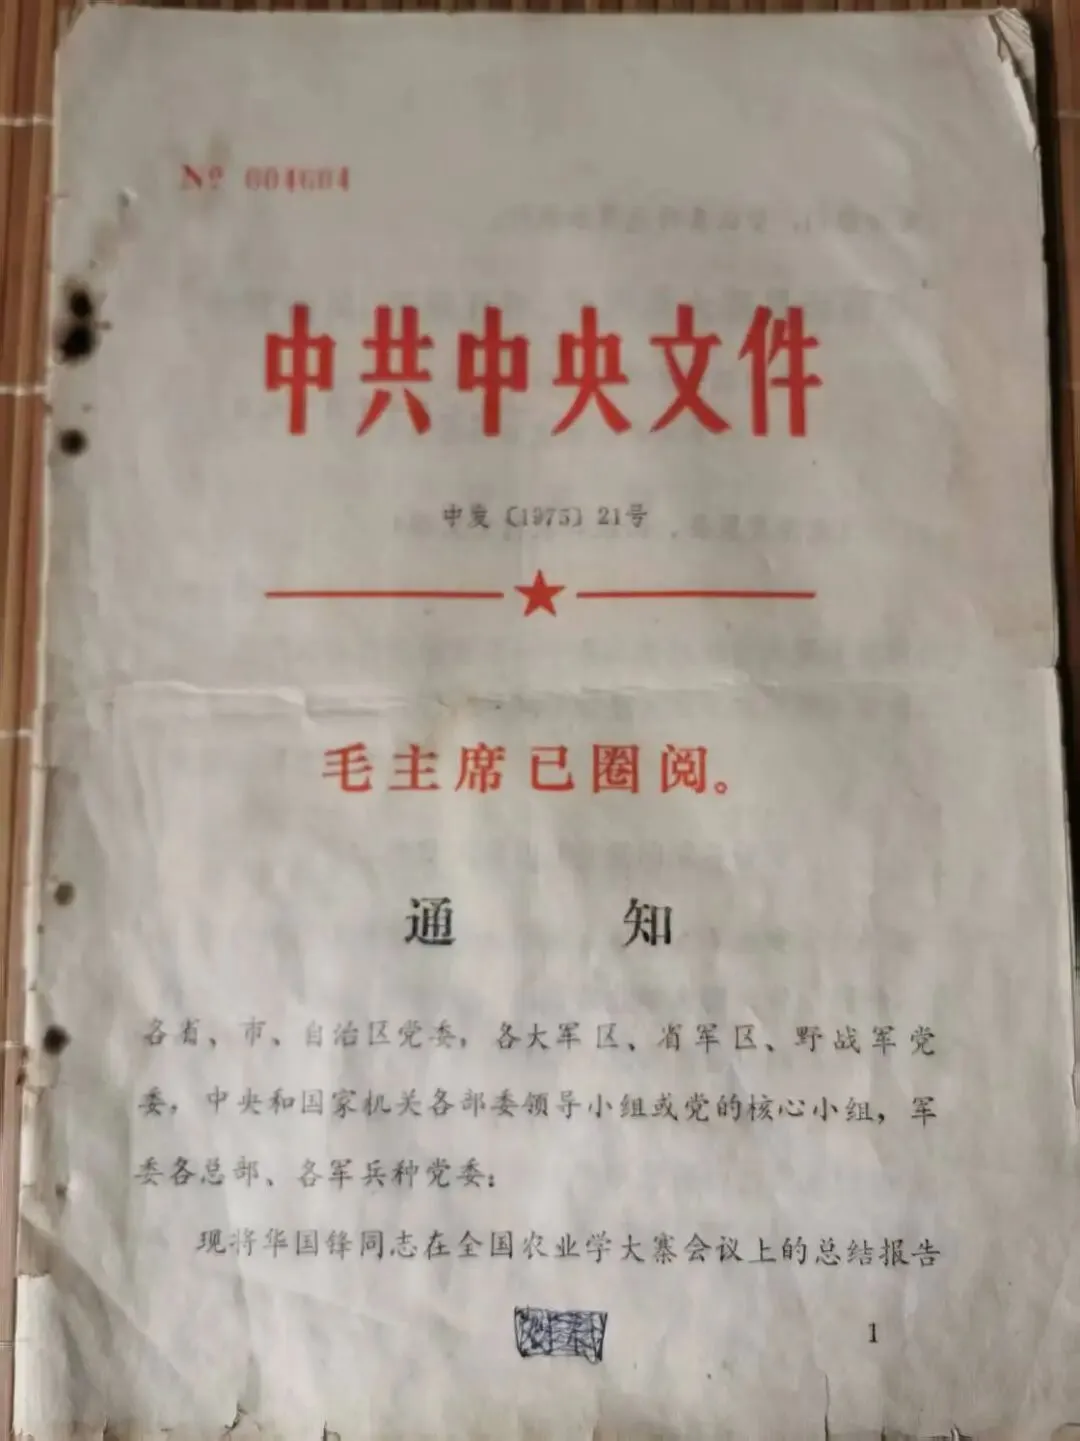 № 004604
中共中央文件
中发〔1975〕21号
毛主席已圈阅。
通 知
各省、市、自治区党委，各大军区、省军区、野战军党
委，中央和国家机关各部委领导小组或党的核心小组，军
委各总部、各军兵种党委：
现将华国锋同志在全国农业学大寨会议上的总结报告
1